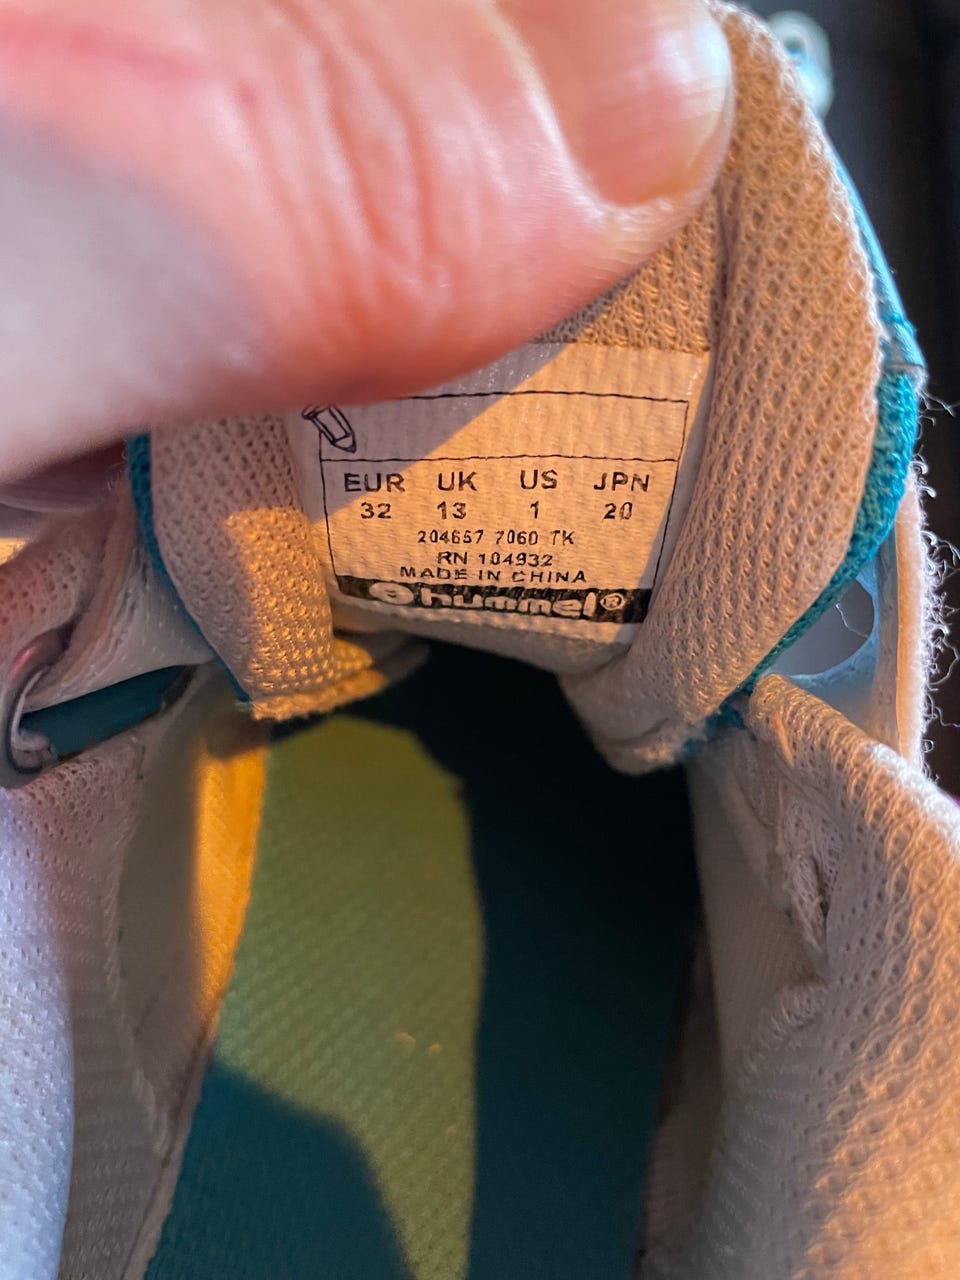 EUR UK US JPN
32 13 1 20
204657 7060 TK
RN 104932
MADE IN CHINA
hummel®